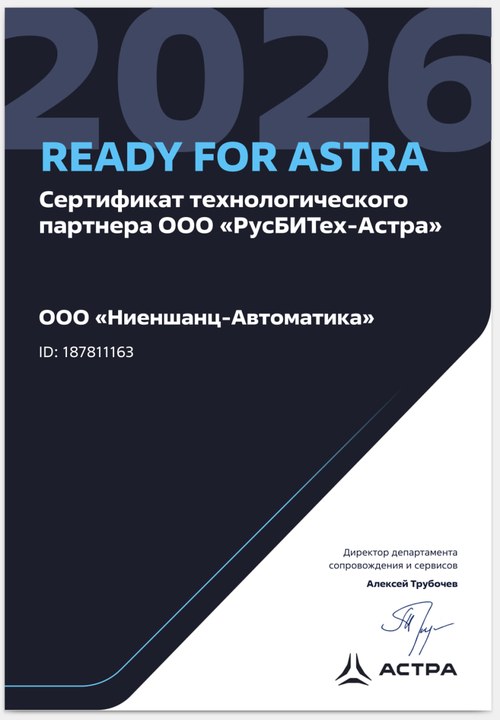 2026
READY FOR ASTRA
Сертификат технологического
партнера ООО «РусБИТех-Астра»
ООО «Ниеншанц-Автоматика»
ID: 187811163
Директор департамента
сопровождения и сервисов
Алексей Трубочев
АСТРА